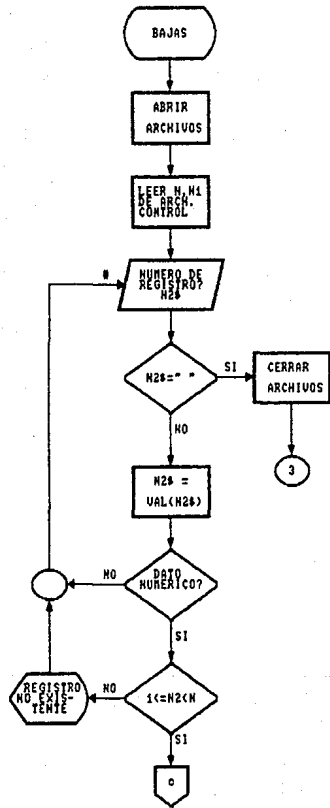 BAJAS
ABRIR
ARCHIVOS
LEER N,N1
DE ARCH.
CONTROL
#
NUMERO DE
REGISTRO?
N2$
N2$=" "
SI
CERRAR
ARCHIVOS
3
NO
N2$ =
VAL(N2$)
DATO
NUMERICO?
NO
SI
1<=N2<N
NO
REGISTRO
NO EXIS-
TENTE
SI
C